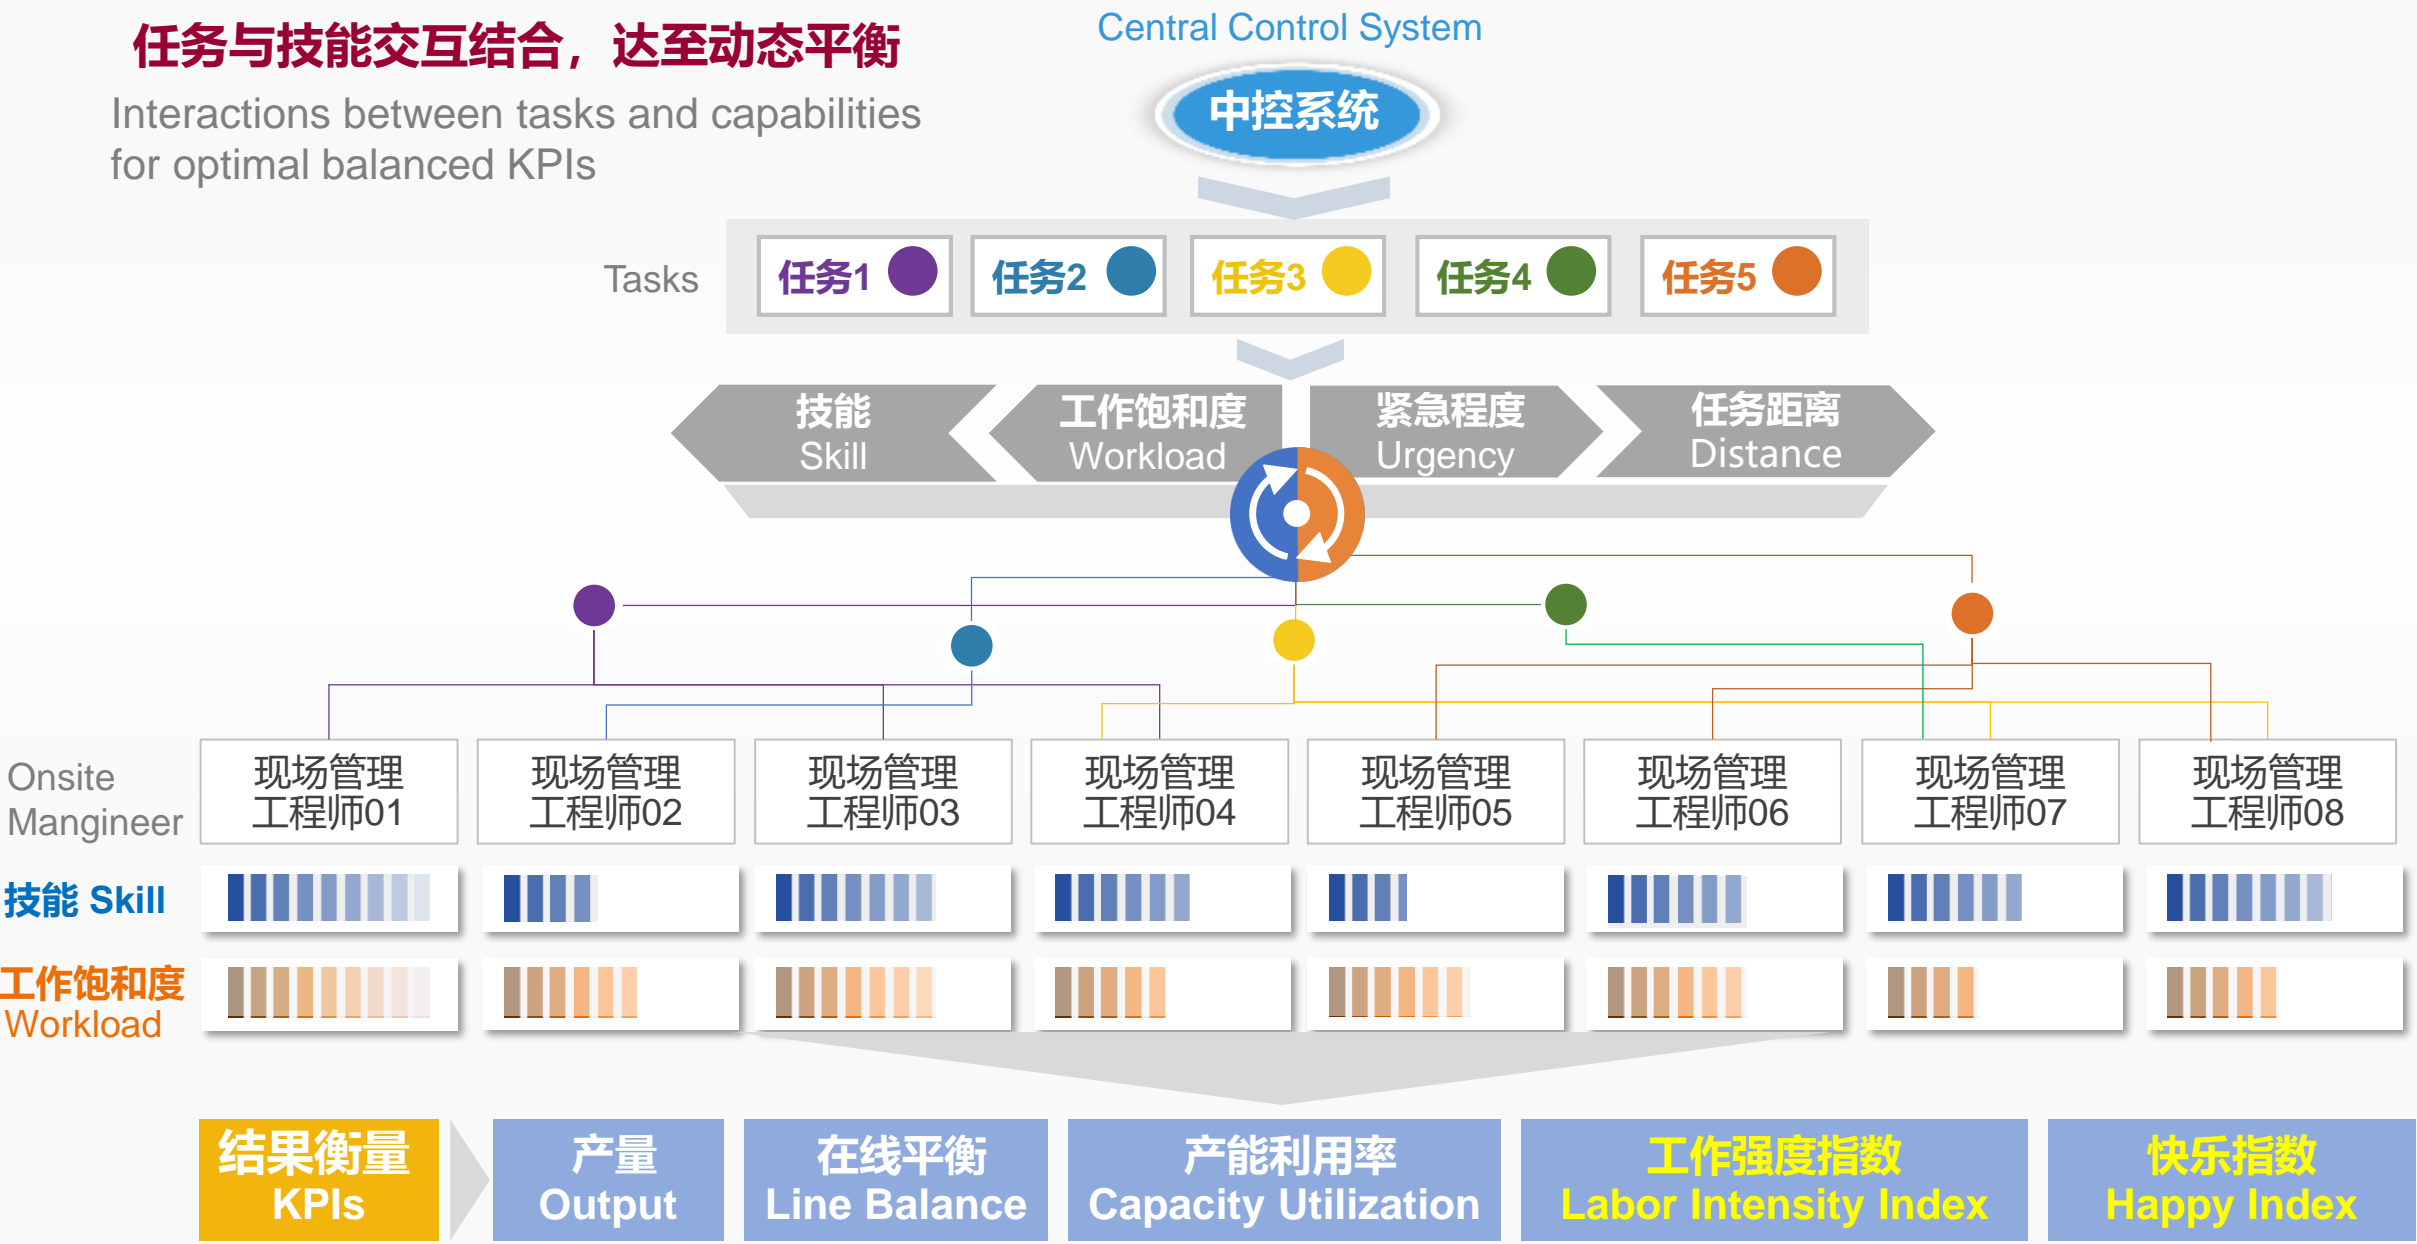 任务与技能交互结合，达至动态平衡
Interactions between tasks and capabilities
for optimal balanced KPIs
Central Control System
中控系统
Tasks
任务1
任务2
任务3
任务4
任务5
技能
Skill
工作饱和度
Workload
紧急程度
Urgency
任务距离
Distance
Onsite
Mangineer
现场管理
工程师01
现场管理
工程师02
现场管理
工程师03
现场管理
工程师04
现场管理
工程师05
现场管理
工程师06
现场管理
工程师07
现场管理
工程师08
技能 Skill
工作饱和度
Workload
结果衡量
KPIs
产量
Output
在线平衡
Line Balance
产能利用率
Capacity Utilization
工作强度指数
Labor Intensity Index
快乐指数
Happy Index